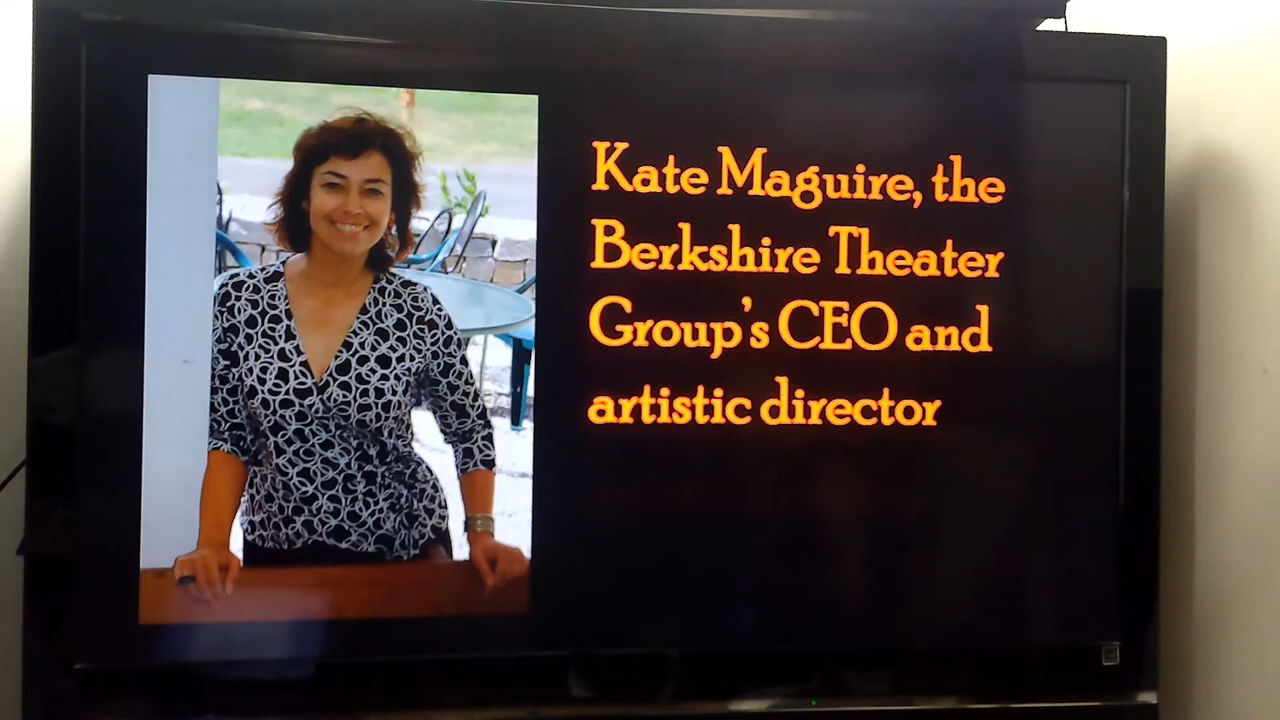 Kate Maguire, the
Berkshire Theater
Group's CEO and
artistic director